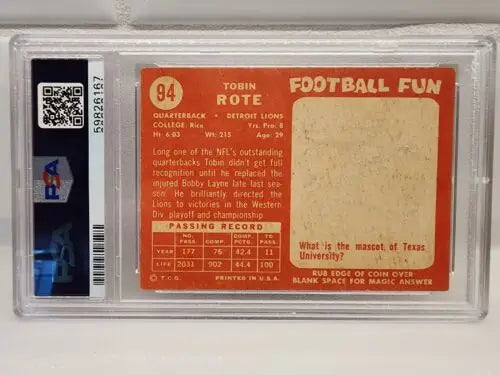 59826167
PSA
PSA
94
TOBIN
ROTE
QUARTERBACK • DETROIT LIONS
COLLEGE: Rice Yrs. Pro: 8
Ht: 6:03 Wt: 215 Age: 29
Long one of the NFL's outstanding
quarterbacks Tobin didn't get full
recognition until he replaced the
injured Bobby Layne late last sea-
son. He brilliantly directed the
Lions to victories in the Western
Div. playoff and championship
PASSING RECORD
NO. PASS. COMP. COMP. PCTG. TD PASS
YEAR 177 76 42.4 11
LIFE 2031 902 44.4 100
© T.C.G. PRINTED IN U.S.A.
FOOTBALL FUN
What is the mascot of Texas
University?
RUB EDGE OF COIN OVER
BLANK SPACE FOR MAGIC ANSWER